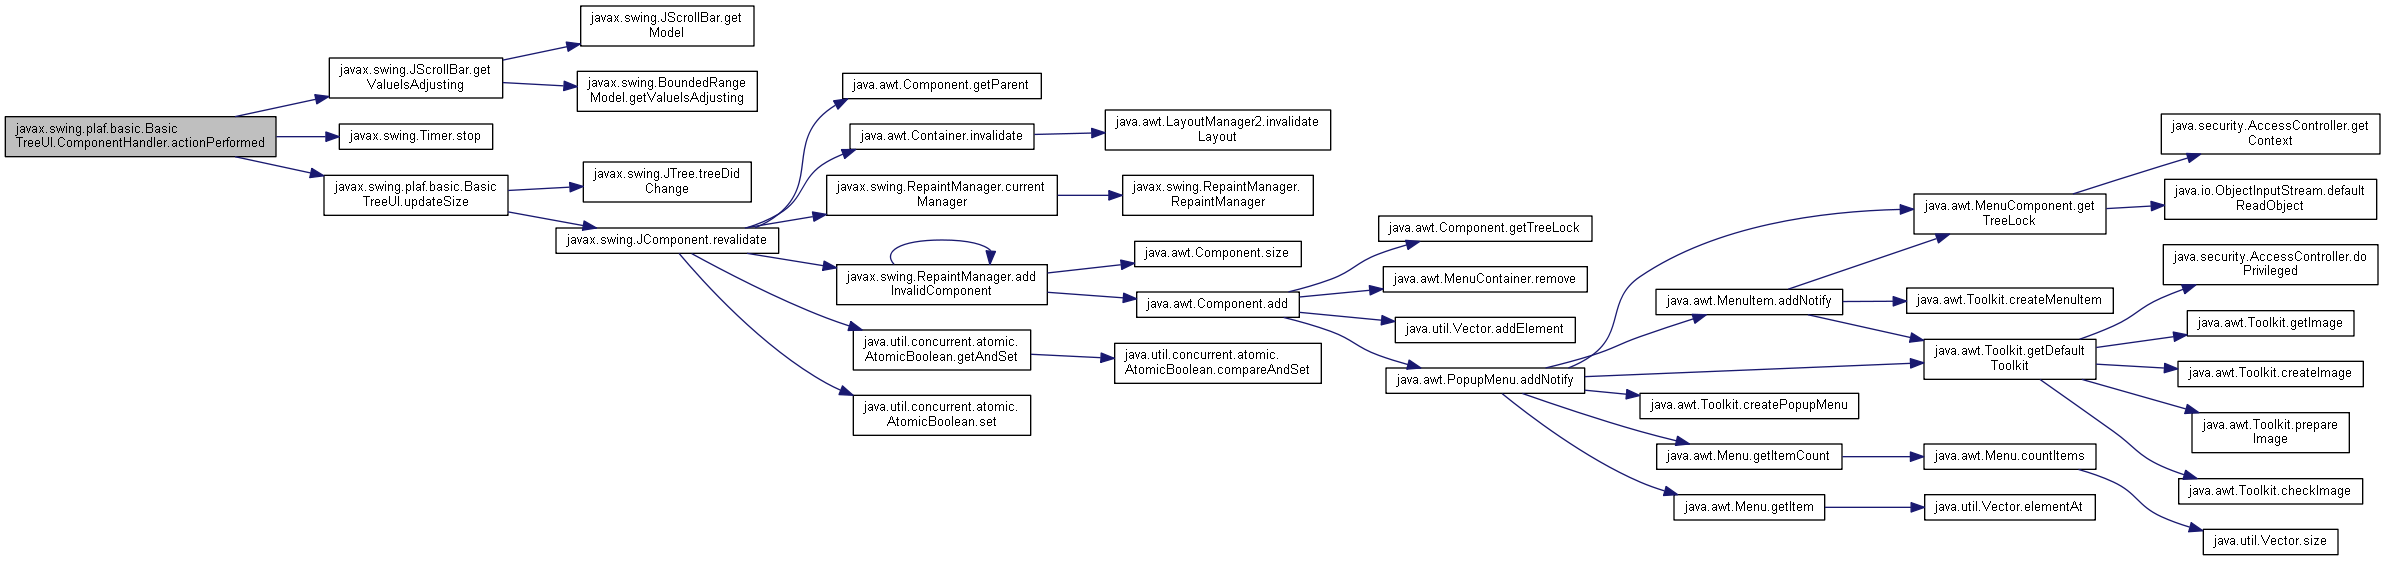 javax.swing.plaf.basic.Basic
TreeUI.ComponentHandler.actionPerformed
javax.swing.JScrollBar.get
ValueIsAdjusting
javax.swing.Timer.stop
javax.swing.plaf.basic.Basic
TreeUI.updateSize
javax.swing.JScrollBar.get
Model
javax.swing.BoundedRange
Model.getValueIsAdjusting
javax.swing.JTree.treeDid
Change
javax.swing.JComponent.revalidate
java.awt.Component.getParent
java.awt.Container.invalidate
javax.swing.RepaintManager.current
Manager
javax.swing.RepaintManager.add
InvalidComponent
java.util.concurrent.atomic.
AtomicBoolean.getAndSet
java.util.concurrent.atomic.
AtomicBoolean.set
java.awt.LayoutManager2.invalidate
Layout
javax.swing.RepaintManager.
RepaintManager
java.awt.Component.size
java.awt.Component.add
java.util.concurrent.atomic.
AtomicBoolean.compareAndSet
java.awt.Component.getTreeLock
java.awt.MenuContainer.remove
java.util.Vector.addElement
java.awt.PopupMenu.addNotify
java.awt.MenuItem.addNotify
java.awt.Toolkit.createPopupMenu
java.awt.Menu.getItemCount
java.awt.Menu.getItem
java.awt.MenuComponent.get
TreeLock
java.awt.Toolkit.createMenuItem
java.awt.Toolkit.getDefault
Toolkit
java.awt.Menu.countItems
java.util.Vector.elementAt
java.security.AccessController.get
Context
java.io.ObjectInputStream.default
ReadObject
java.security.AccessController.do
Privileged
java.awt.Toolkit.getImage
java.awt.Toolkit.createImage
java.awt.Toolkit.prepare
Image
java.awt.Toolkit.checkImage
java.util.Vector.size